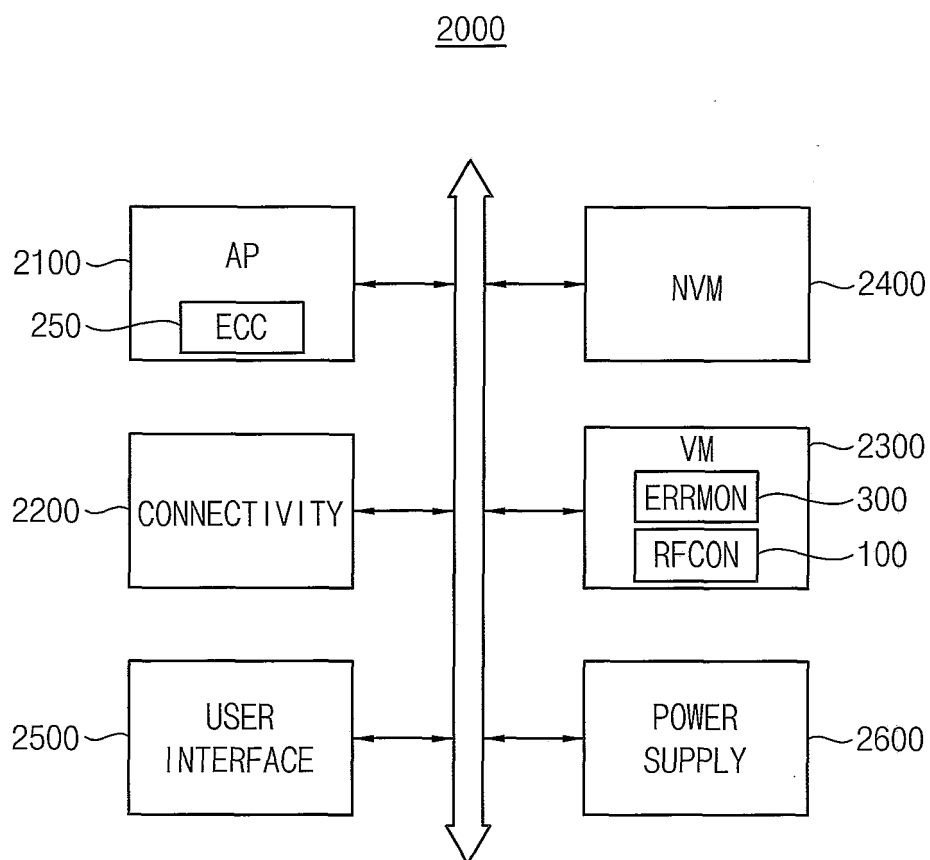 2000
2100
AP
250
ECC
NVM
2400
2200
CONNECTIVITY
VM
2300
ERRMON
300
RFCON
100
2500
USER
INTERFACE
POWER
SUPPLY
2600